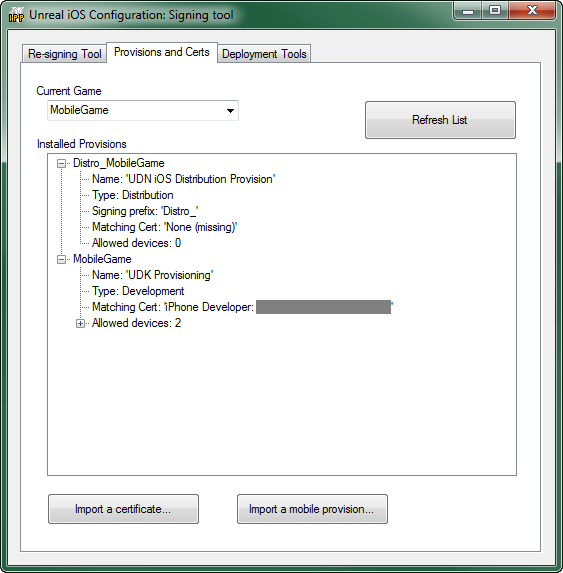 IPP Unreal iOS Configuration: Signing tool
Re-signing Tool Provisions and Certs Deployment Tools
Current Game
MobileGame
Refresh List
Installed Provisions
Distro_MobileGame
Name: 'UDN iOS Distribution Provision'
Type: Distribution
Signing prefix: 'Distro_'
Matching Cert: 'None (missing)'
Allowed devices: 0
MobileGame
Name: 'UDK Provisioning'
Type: Development
Matching Cert: 'iPhone Developer: '
Allowed devices: 2
Import a certificate... Import a mobile provision...